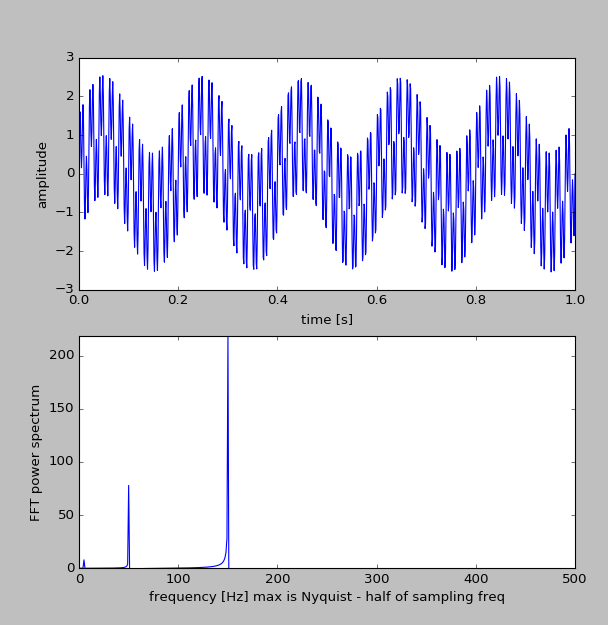 3
2
1
0
−1
−2
−3
amplitude
0.0 0.2 0.4 0.6 0.8 1.0
time [s]
200
150
100
50
0
FFT power spectrum
0 100 200 300 400 500
frequency [Hz] max is Nyquist - half of sampling freq